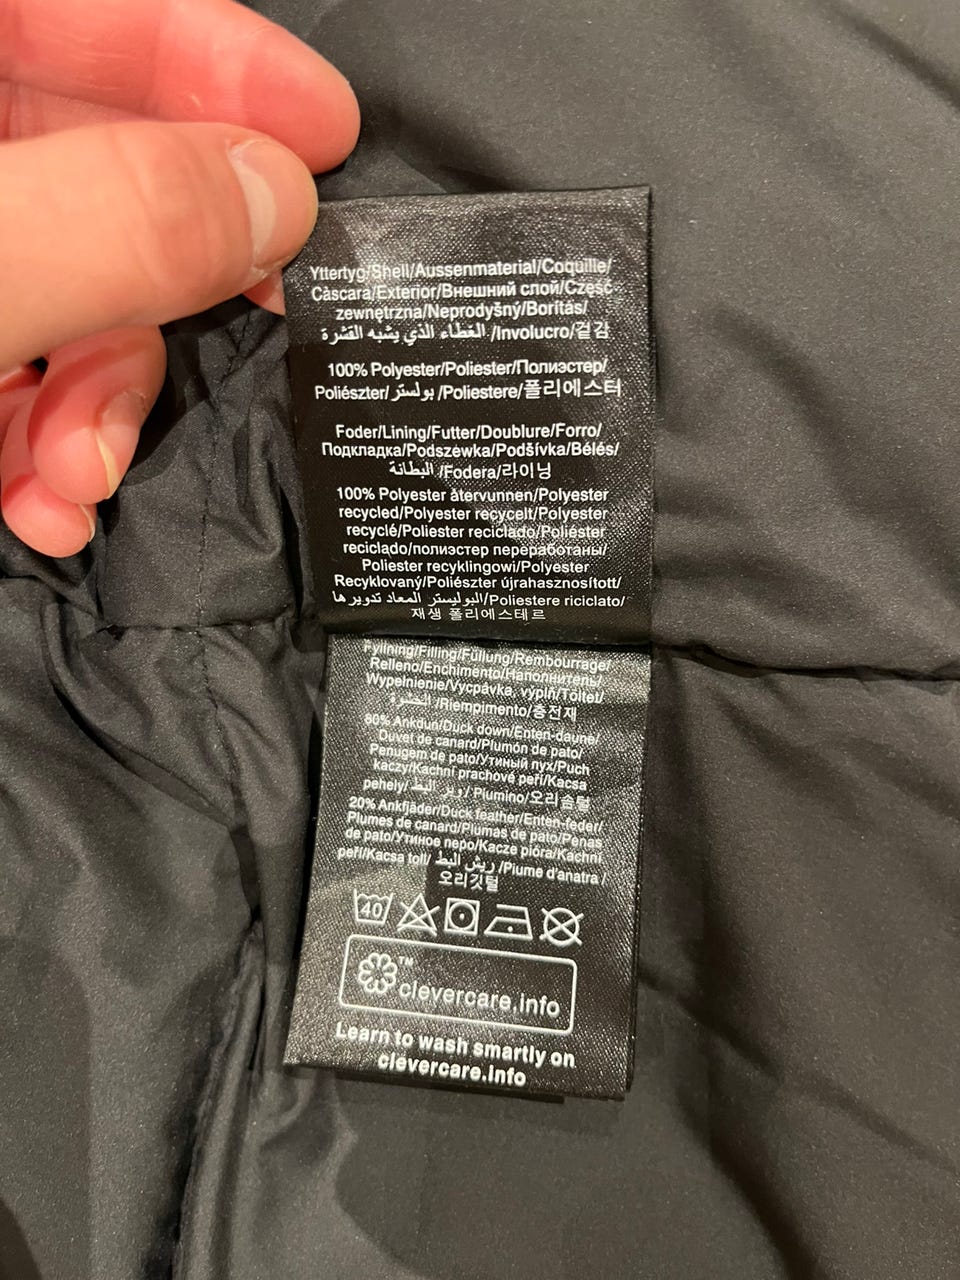 Yttertyg/Shell/Aussenmaterial/Coquille/
Càscara/Exterior/Внешний слой/Część
zewnętrzna/Neprodyšný/Borítás/
الغطاء الذي يشبه القشرة/Involucro/겉감
100% Polyester/Poliester/Полиэстер/
Poliészter/بولستر/Poliestere/폴리에스터
Foder/Lining/Futter/Doublure/Forro/
Подкладка/Podszewka/Podšívka/Bélés/
البطانة/Fodera/라이닝
100% Polyester återvunnen/Polyester
recycled/Polyester recycelt/Polyester
recyclé/Poliester reciclado/Poliéster
reciclado/полиэстер переработаны/
Poliester recyklingowi/Polyester
Recyklovaný/Poliészter újrahasznosított/
البوليستر المعاد تدويرها/Poliestere riciclato/
재생 폴리에스테르
Fyllning/Filling/Füllung/Rembourrage/
Relleno/Enchimento/Наполнитель/
Wypelnienie/Vycpávka, výplň/Töltet/
الحشوة/Riempimento/충전재
80% Ankdun/Duck down/Enten-daune/
Duvet de canard/Plumón de pato/
Penugem de pato/Утиный пух/Puch
kaczy/Kachní prachové peří/Kacsa
pehely/وبر البط/Piumino/오리솜털
20% Ankfjäder/Duck feather/Enten-feder/
Plumes de canard/Plumas de pato/Penas
de pato/Утиное перо/Kacze pióra/Kachní
peří/Kacsa toll/ريش البط/Piume d'anatra/
오리깃털
40
™
clevercare.info
Learn to wash smartly on
clevercare.info